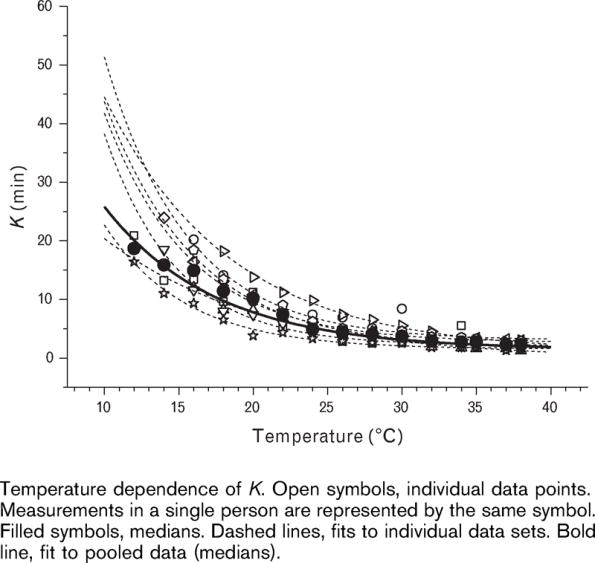 60
50
40
30
20
10
0
K (min)
10 15 20 25 30 35 40
Temperature (°C)
Temperature dependence of K. Open symbols, individual data points.
Measurements in a single person are represented by the same symbol.
Filled symbols, medians. Dashed lines, fits to individual data sets. Bold
line, fit to pooled data (medians).